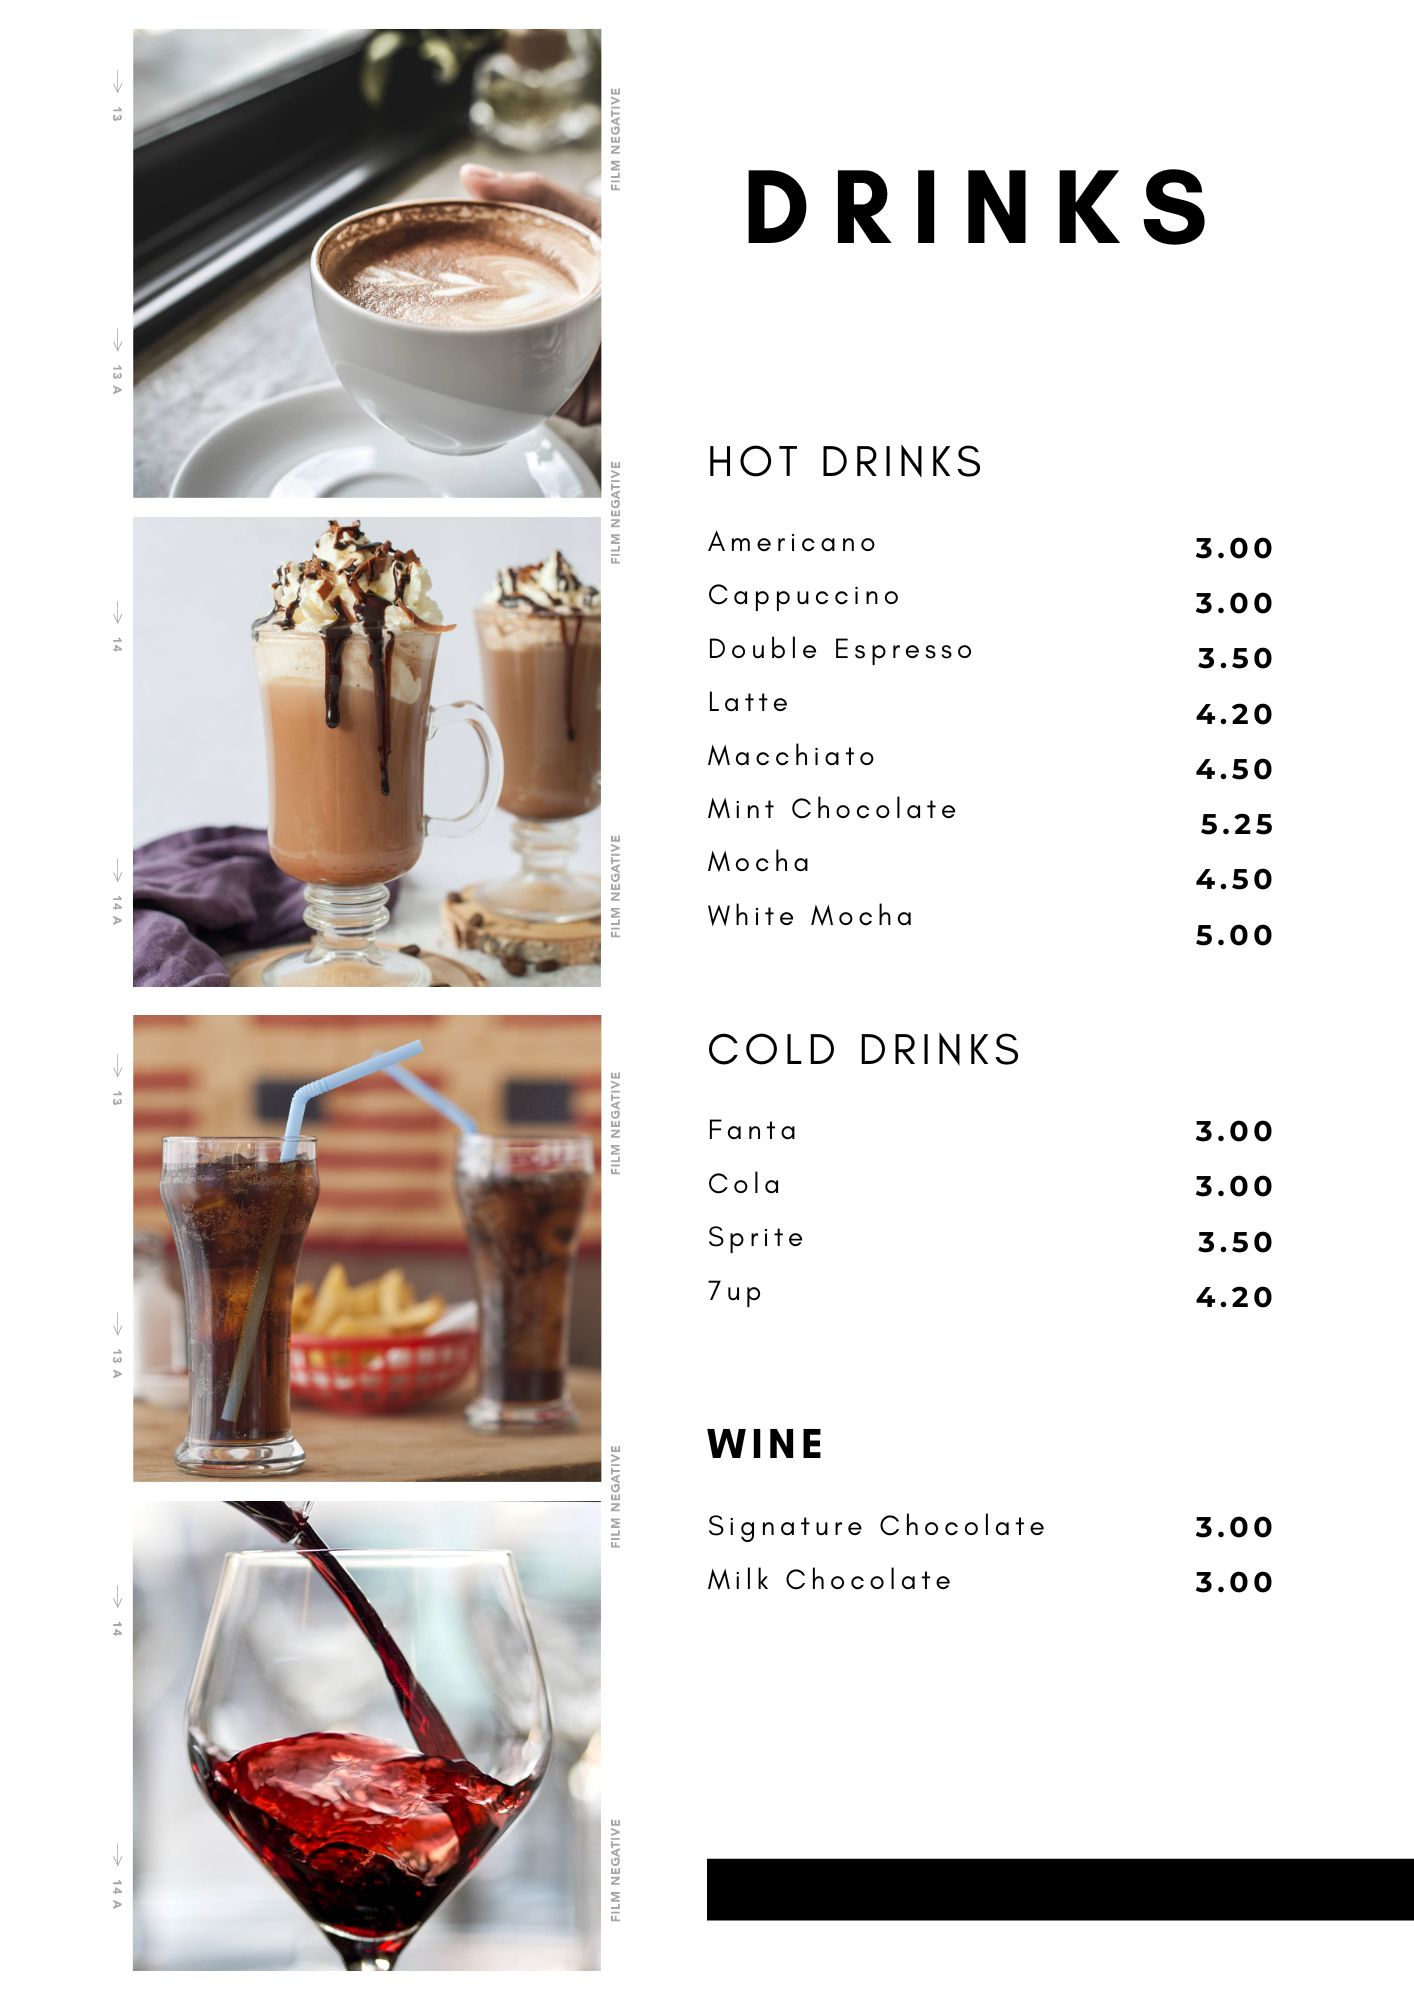 DRINKS
HOT DRINKS
Americano 3.00
Cappuccino 3.00
Double Espresso 3.50
Latte 4.20
Macchiato 4.50
Mint Chocolate 5.25
Mocha 4.50
White Mocha 5.00
COLD DRINKS
Fanta 3.00
Cola 3.00
Sprite 3.50
7up 4.20
WINE
Signature Chocolate 3.00
Milk Chocolate 3.00
13
13 A
14
14 A
13
13 A
14
14 A
FILM NEGATIVE
FILM NEGATIVE
FILM NEGATIVE
FILM NEGATIVE
FILM NEGATIVE
FILM NEGATIVE